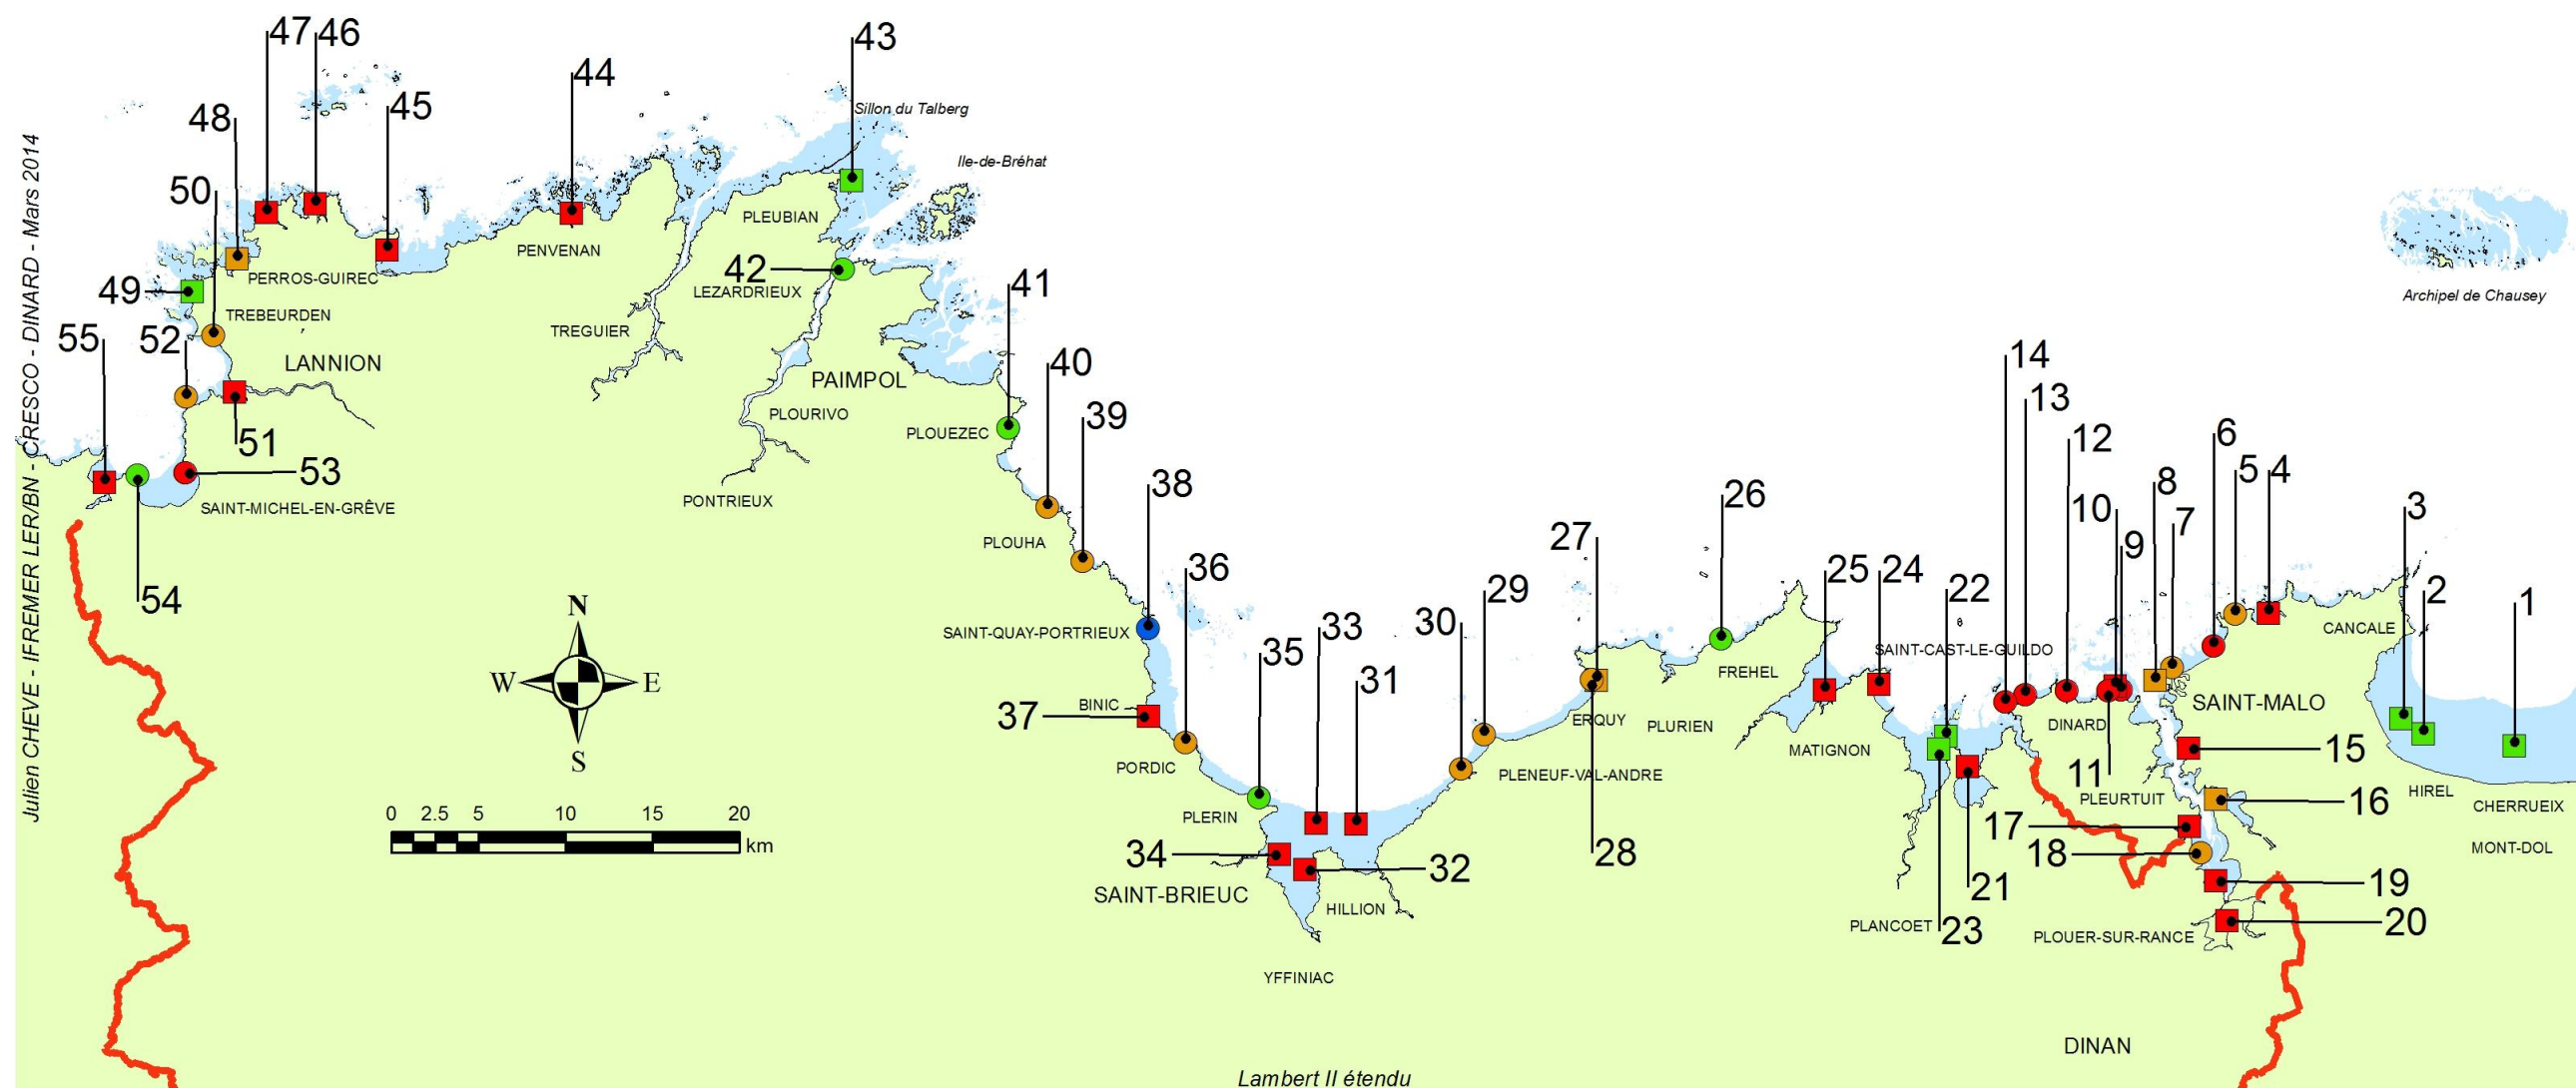 47
46
43
44
45
Sillon du Talberg
48
Julien CHEVE - IFREMER LER/BN - CRESCO - DINARD - Mars 2014
Ile-de-Bréhat
50
PLEUBIAN
PENVENAN
42
PERROS-GUIREC
49
LEZARDRIEUX
41
Archipel de Chausey
TREBEURDEN
TREGUIER
55
52
LANNION
14
40
PAIMPOL
13
PLOURIVO
39
PLOUEZEC
12
6
51
53
5
4
8
38
26
PONTRIEUX
SAINT-MICHEL-EN-GRÊVE
10
3
7
27
PLOUHA
9
36
25
24
22
29
2
54
N
1
30
33
SAINT-QUAY-PORTRIEUX
CANCALE
SAINT-CAST-LE-GUILDO
35
FREHEL
31
W
E
BINIC
SAINT-MALO
37
ERQUY
PLURIEN
DINARD
MATIGNON
15
S
PORDIC
PLENEUF-VAL-ANDRE
11
HIREL
PLEURTUIT
16
CHERRUEIX
0
2.5
5
10
15
20
PLERIN
17
km
34
28
18
MONT-DOL
32
19
SAINT-BRIEUC
21
HILLION
20
PLANCOET
23
PLOUER-SUR-RANCE
YFFINIAC
DINAN
Lambert II étendu